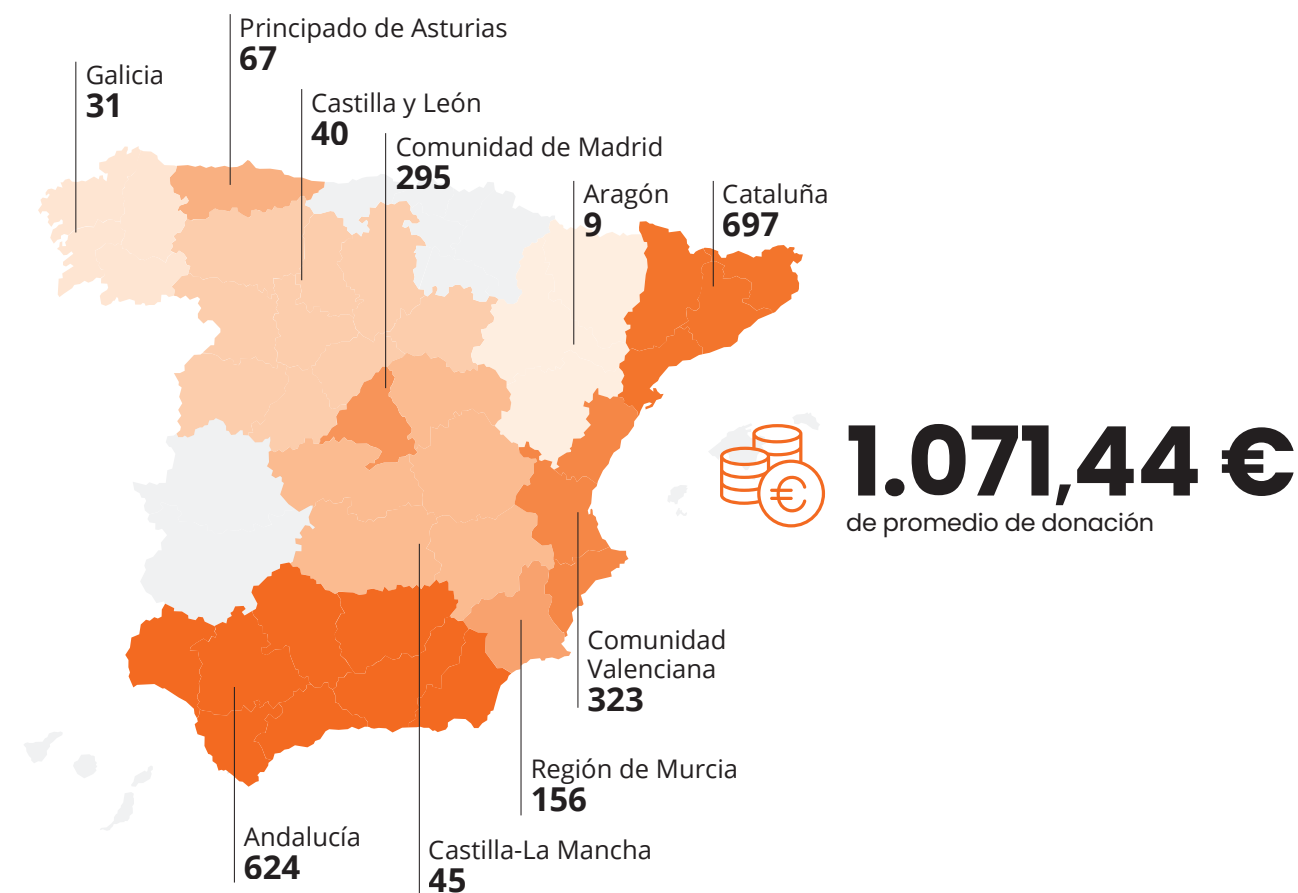 Principado de Asturias
67
Galicia
31
Castilla y León
40
Comunidad de Madrid
295
Aragón
9
Cataluña
697
1.071,44 €
de promedio de donación
Comunidad
Valenciana
323
Región de Murcia
156
Andalucía
624
Castilla-La Mancha
45